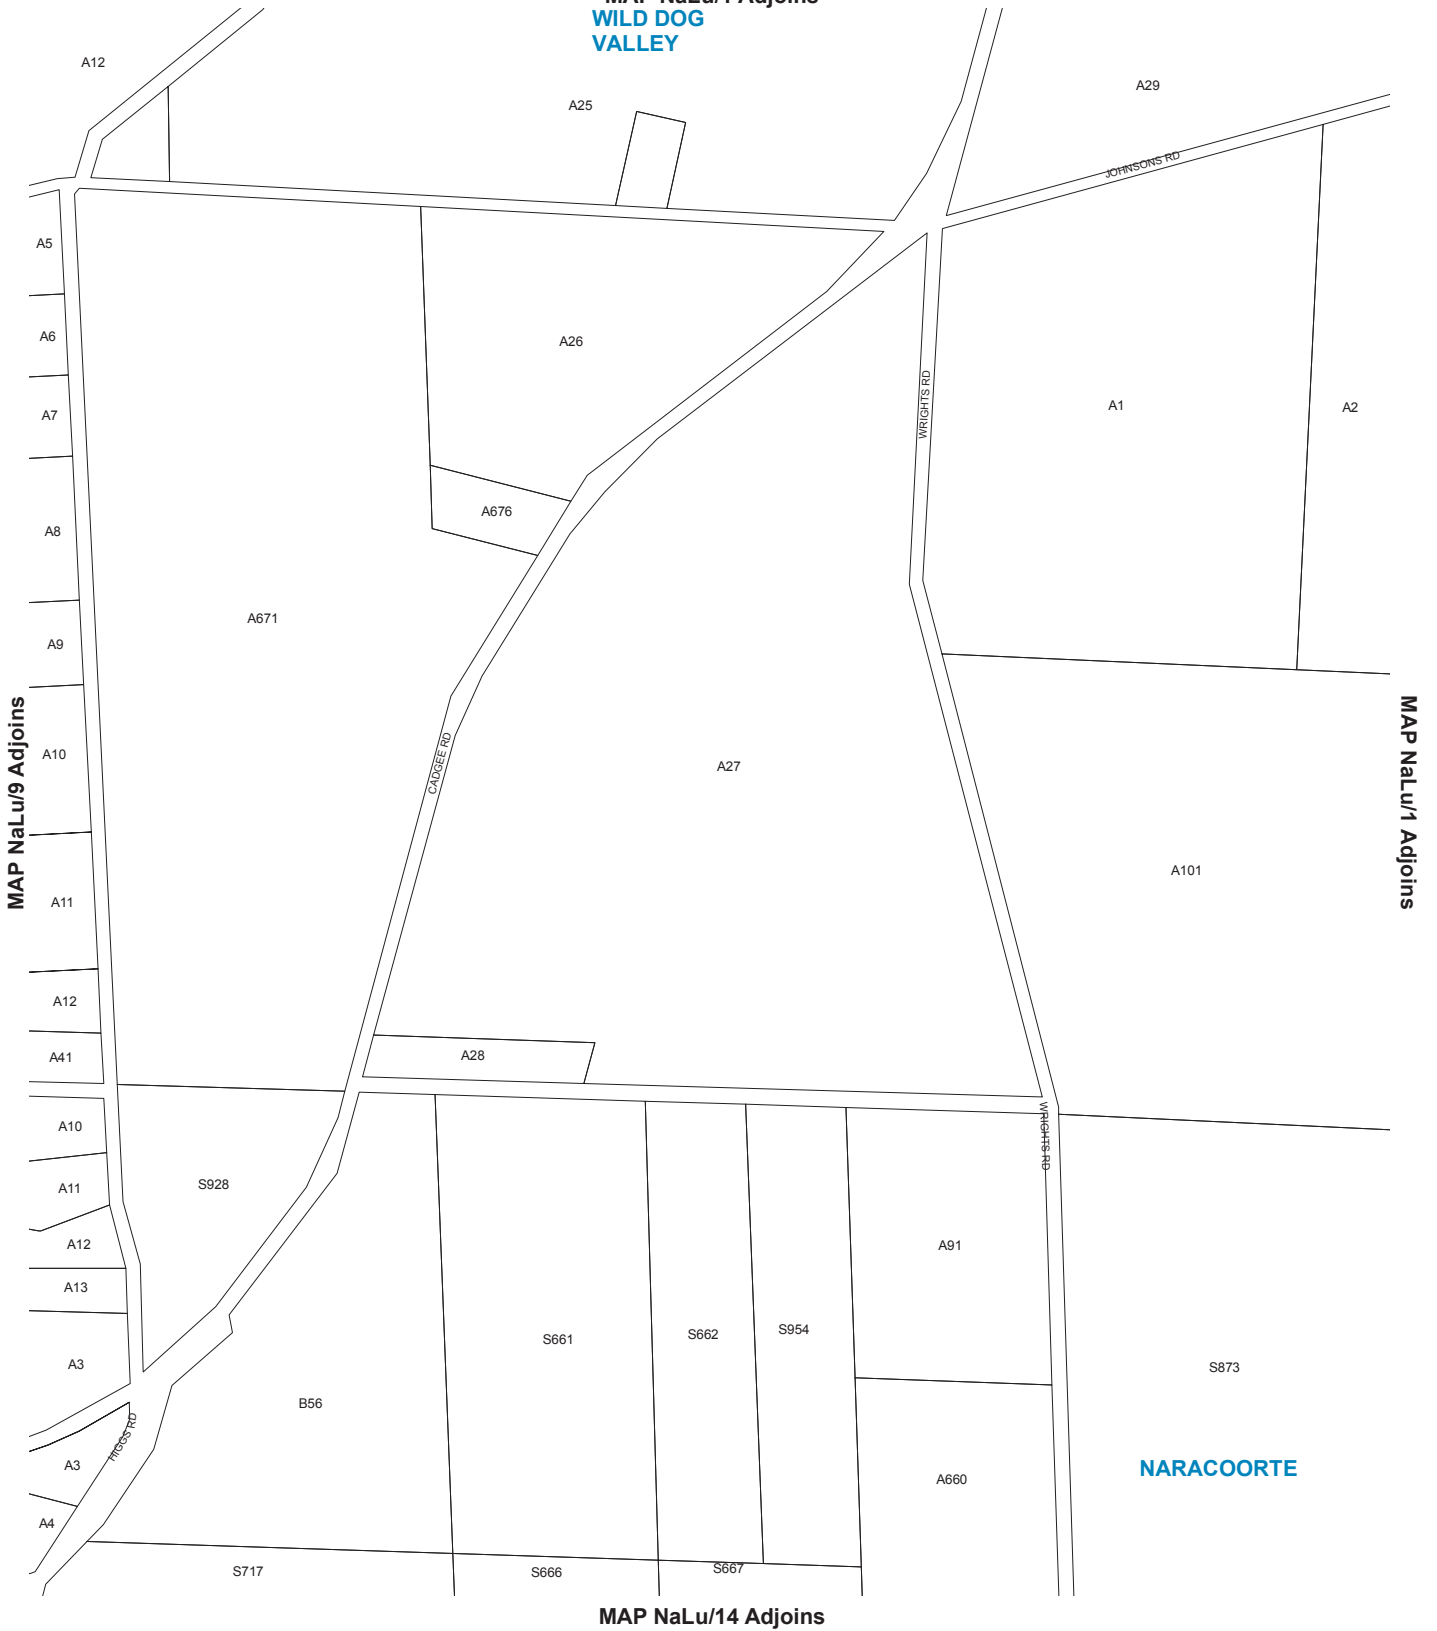 WILD DOG
VALLEY
A12
A25
A29
JOHNSONS RD
A5
A6
A26
A7
WRIGHTS RD
A1
A2
A676
A8
A671
A9
MAP NaLu/9 Adjoins
MAP NaLu/1 Adjoins
A10
CADGEE RD
A27
A101
A11
A12
A41
A28
A10
WRIGHTS RD
S928
A11
A12
A91
A13
S661
S662
S954
A3
S873
B56
HIGGS RD
A3
A660
NARACOORTE
A4
S717
S666
S667
MAP NaLu/14 Adjoins